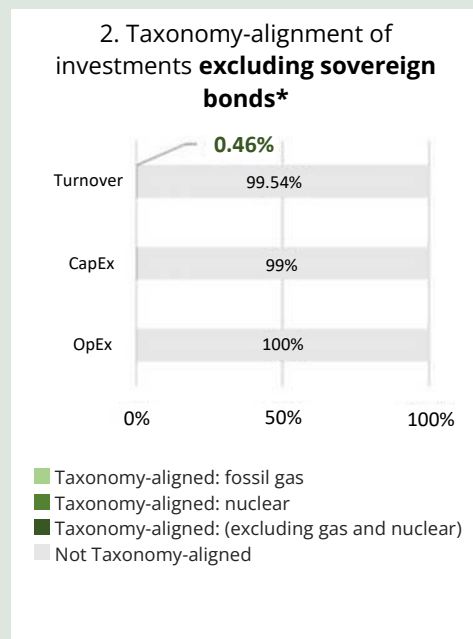 2. Taxonomy-alignment of
investments excluding sovereign
bonds*
0.46%
Turnover
99.54%
CapEx
99%
OpEx
100%
0%
50%
100%
Taxonomy-aligned: fossil gas
Taxonomy-aligned: nuclear
Taxonomy-aligned: (excluding gas and nuclear)
Not Taxonomy-aligned